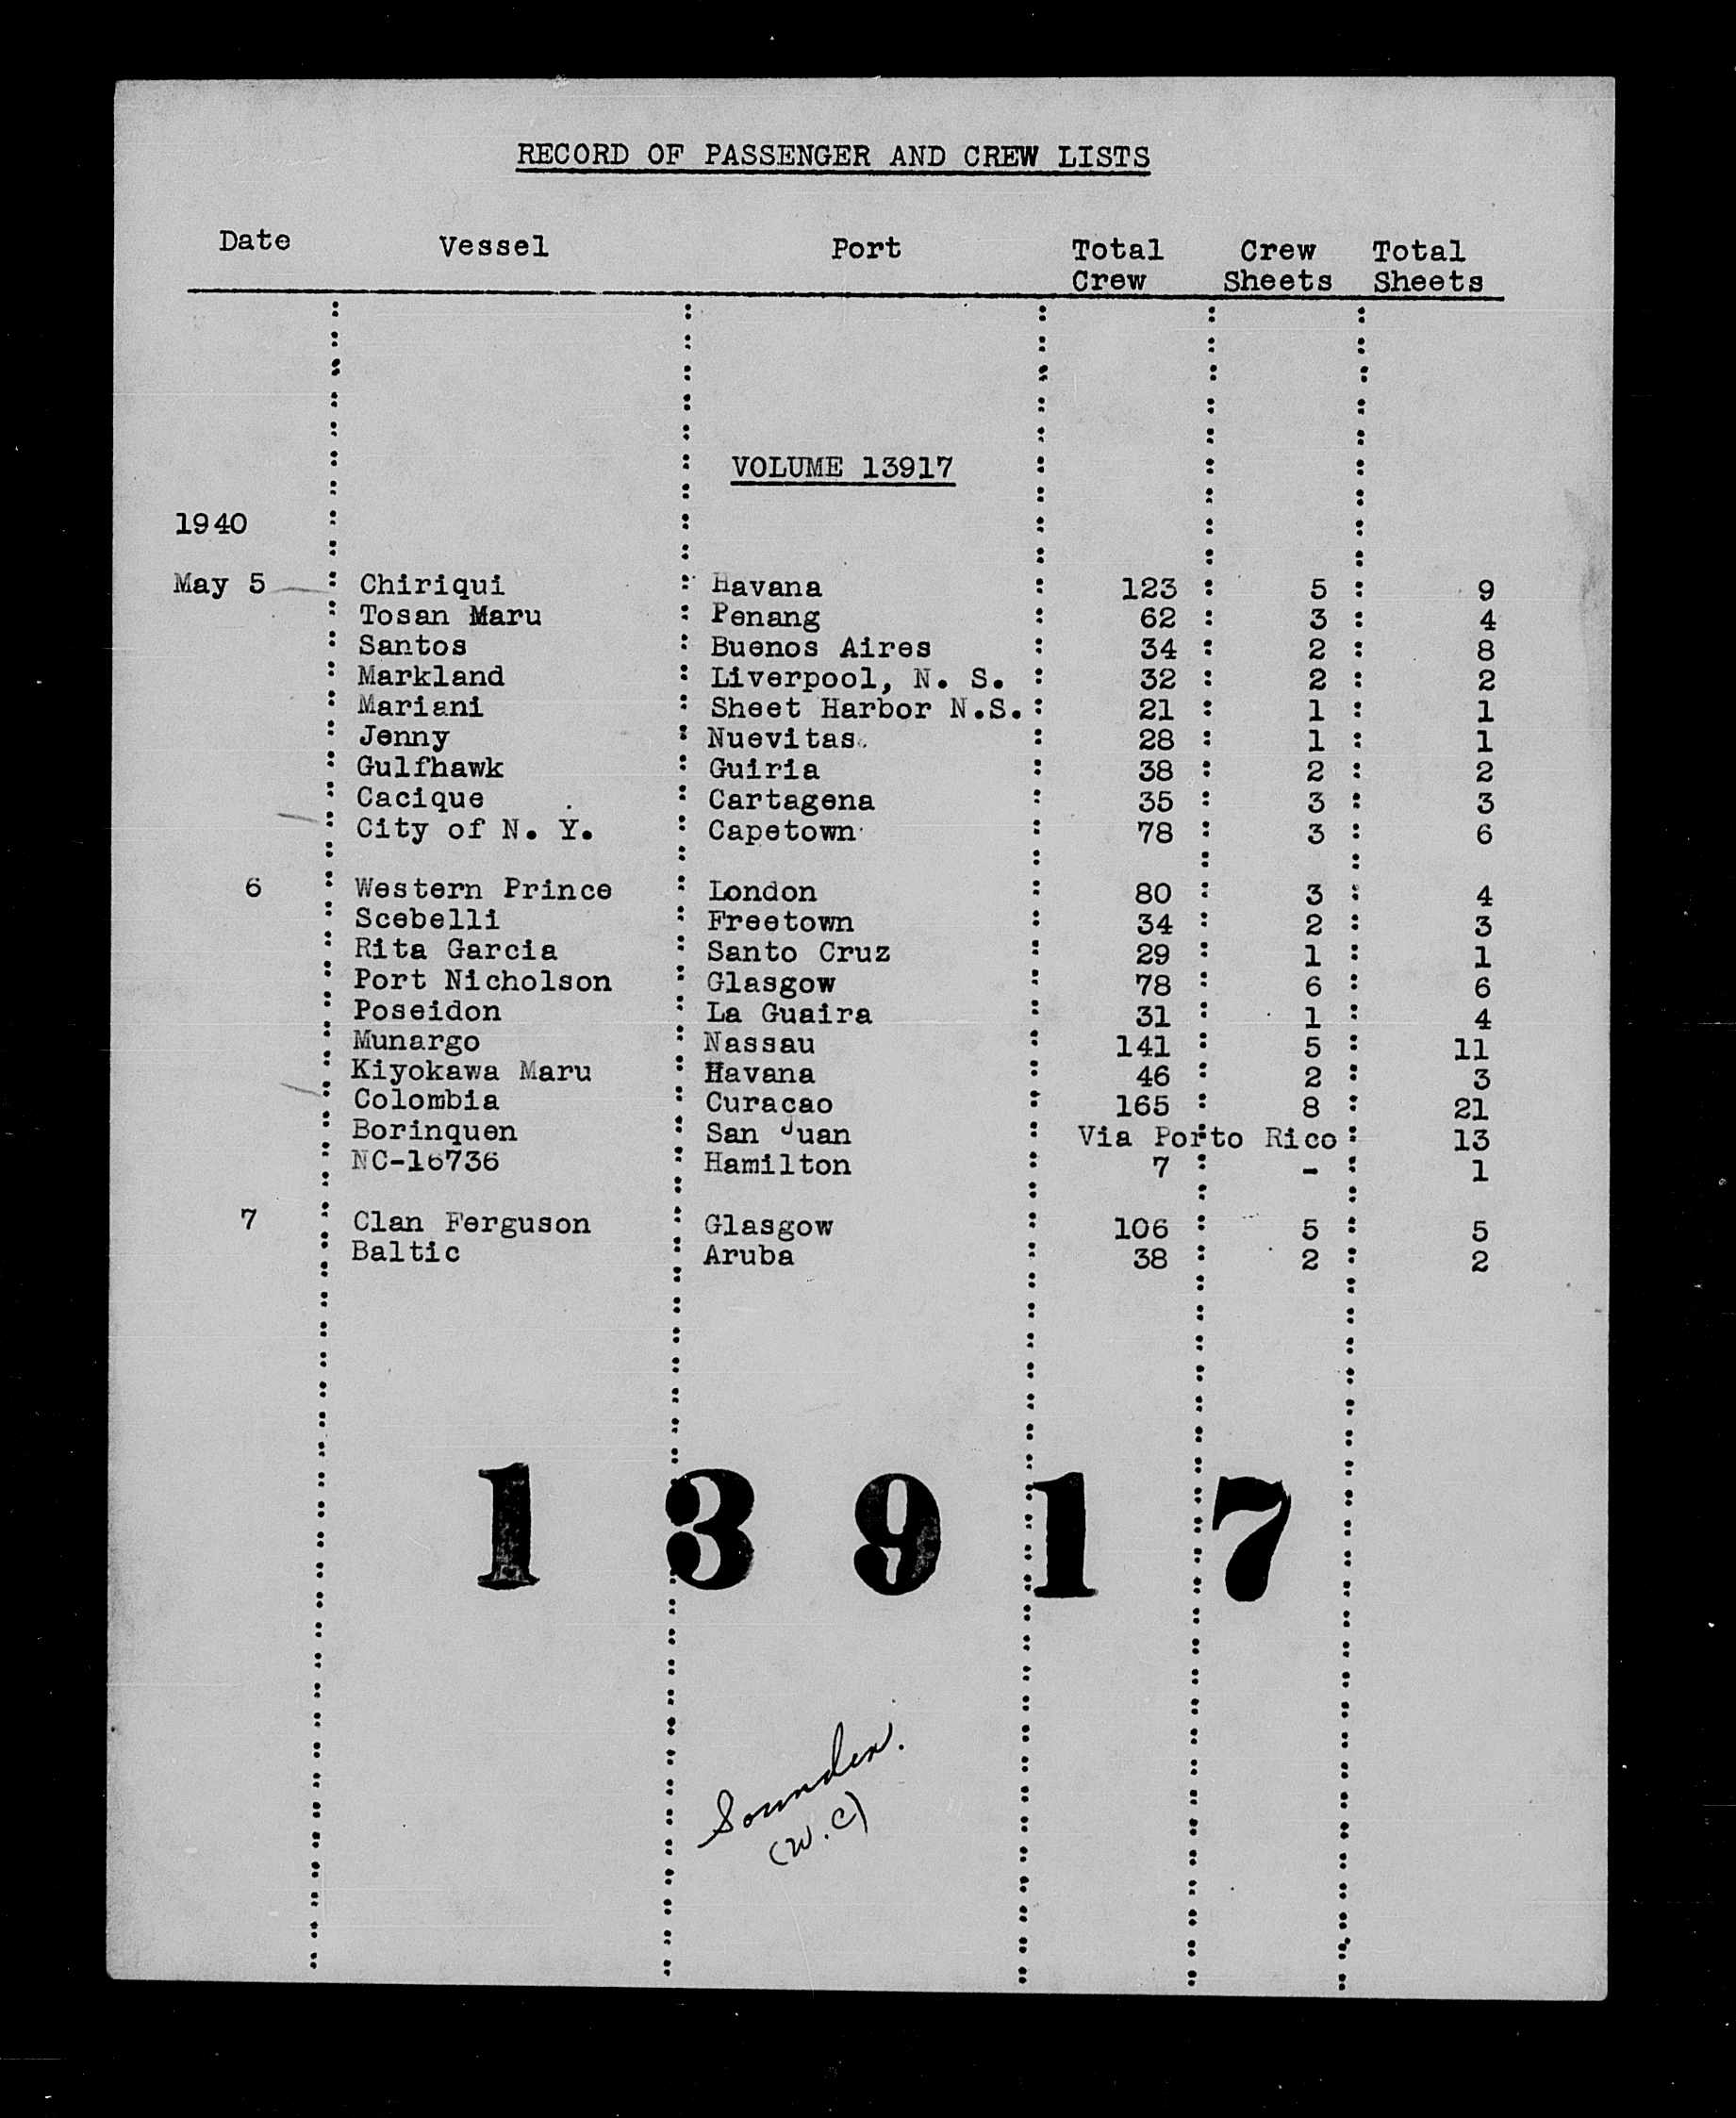 RECORD OF PASSENGER AND CREW LISTS
Date Vessel Port Total Crew Crew Sheets Total Sheets
VOLUME 13917
1940
May 5 : Chiriqui : Havana : 123 : 5 : 9
: Tosan Maru : Penang : 62 : 3 : 4
: Santos : Buenos Aires : 34 : 2 : 8
: Markland : Liverpool, N. S. : 32 : 2 : 2
: Mariani : Sheet Harbor N.S. : 21 : 1 : 1
: Jenny : Nuevitas. : 28 : 1 : 1
: Gulfhawk : Guiria : 38 : 2 : 2
: Cacique : Cartagena : 35 : 3 : 3
: City of N. Y. : Capetown : 78 : 3 : 6
6 : Western Prince : London : 80 : 3 : 4
: Scebelli : Freetown : 34 : 2 : 3
: Rita Garcia : Santo Cruz : 29 : 1 : 1
: Port Nicholson : Glasgow : 78 : 6 : 6
: Poseidon : La Guaira : 31 : 1 : 4
: Munargo : Nassau : 141 : 5 : 11
: Kiyokawa Maru : Havana : 46 : 2 : 3
: Colombia : Curacao : 165 : 8 : 21
: Borinquen : San Juan : Via Porto Rico : 13
: NC-16736 : Hamilton : 7 : - : 1
7 : Clan Ferguson : Glasgow : 106 : 5 : 5
: Baltic : Aruba : 38 : 2 : 2
13917
(W.C)